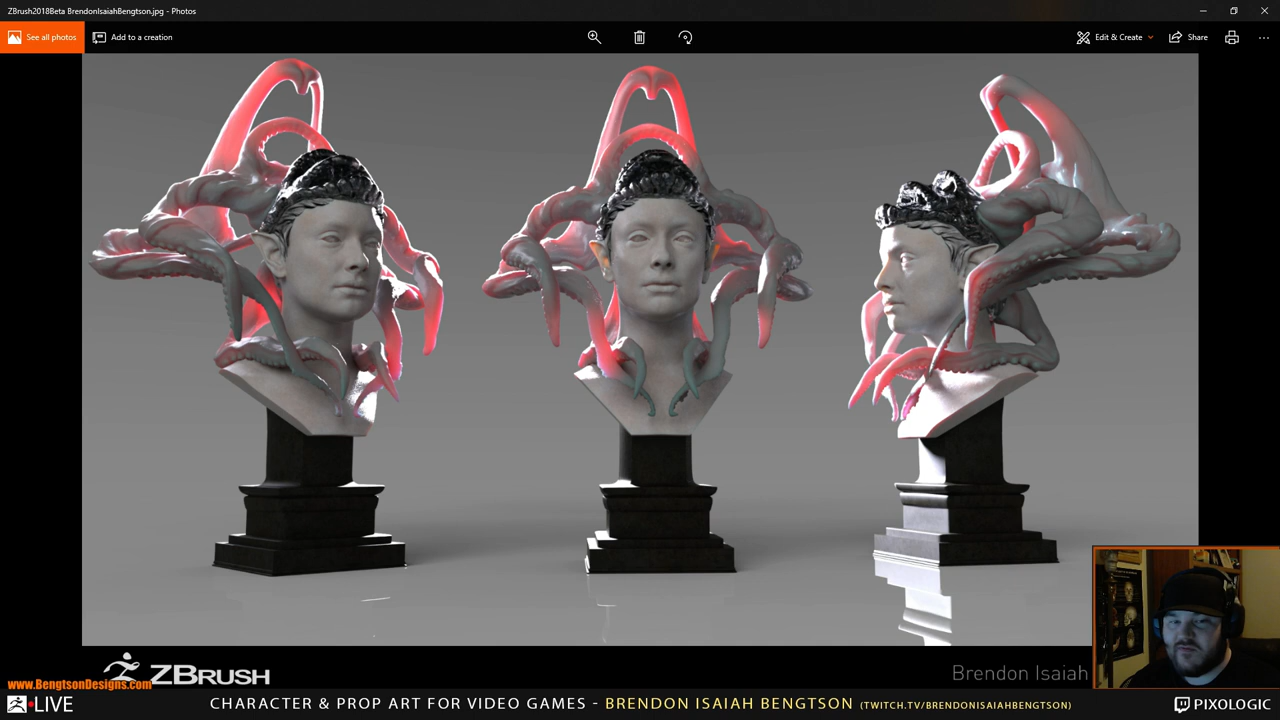 ZBrush2018Beta BrendonIsaiahBengtson.jpg - Photos
See all photos
Add to a creation
Edit & Create
Share
ZBRUSH
Brendon Isaiah
www.BengtsonDesigns.com
LIVE
CHARACTER & PROP ART FOR VIDEO GAMES - BRENDON ISAIAH BENGTSON (TWITCH.TV/BRENDONISAIAHBENGTSON)
PIXOLOGIC